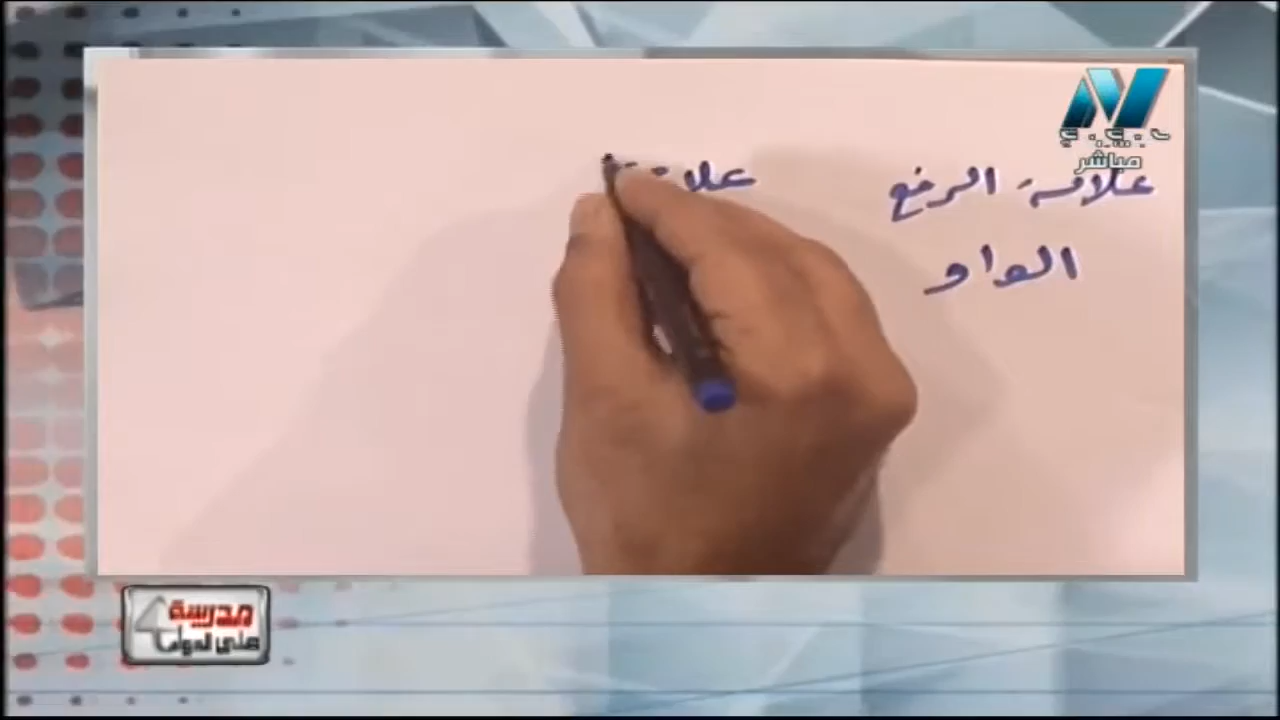 مباشر
علامة الرفع
الواو
مدرسة
على الهواء